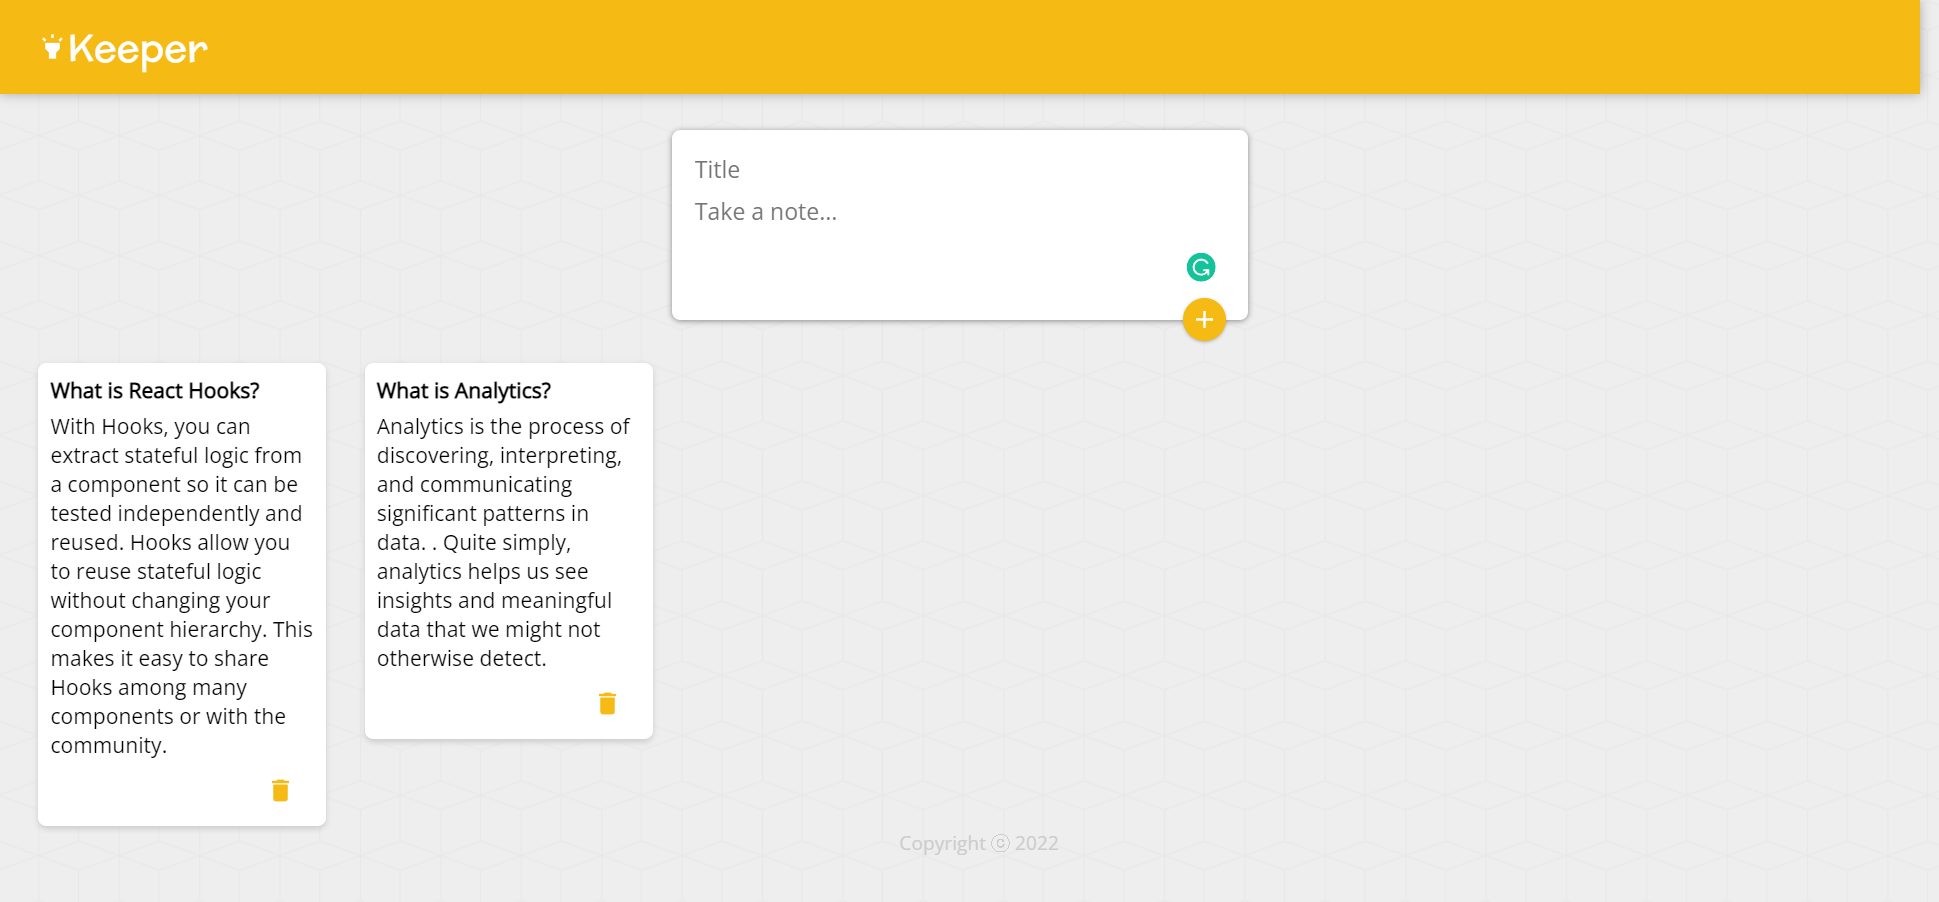 Keeper
Title
Take a note...
What is React Hooks?
With Hooks, you can
extract stateful logic from
a component so it can be
tested independently and
reused. Hooks allow you
to reuse stateful logic
without changing your
component hierarchy. This
makes it easy to share
Hooks among many
components or with the
community.
What is Analytics?
Analytics is the process of
discovering, interpreting,
and communicating
significant patterns in
data. . Quite simply,
analytics helps us see
insights and meaningful
data that we might not
otherwise detect.
Copyright ⓒ 2022